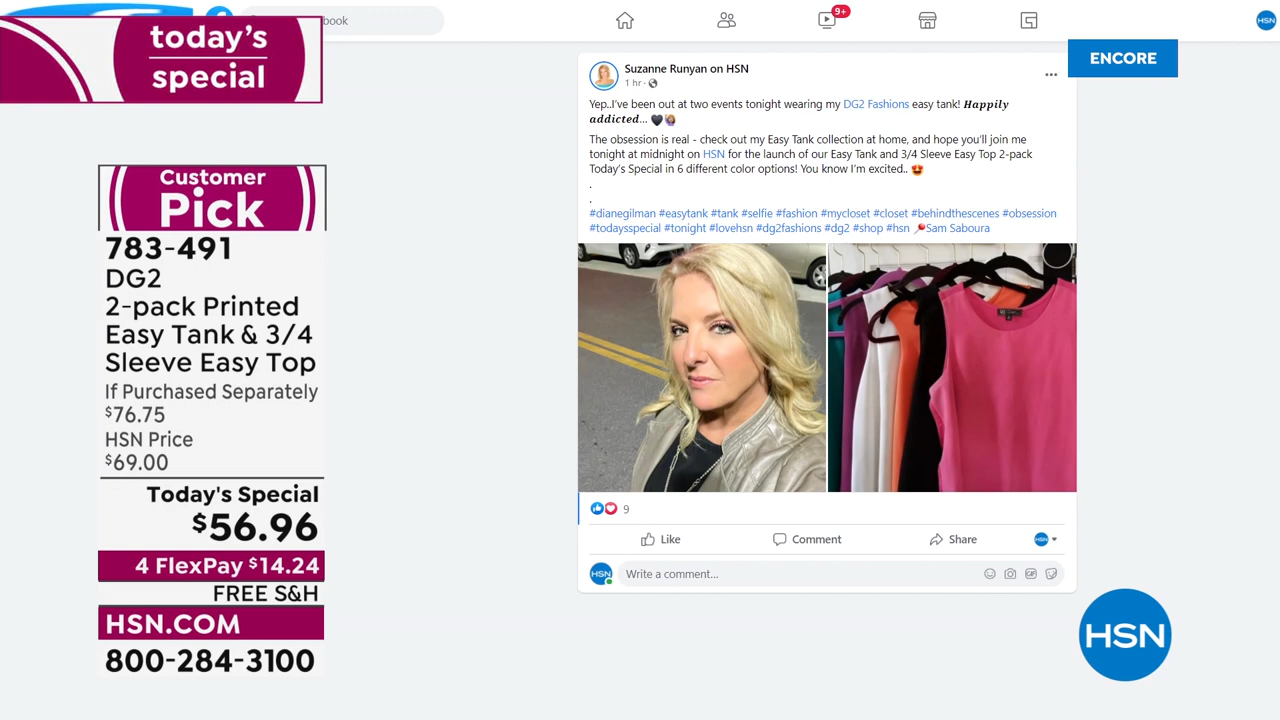 book
9+
HSN
today's
special
ENCORE
Suzanne Runyan on HSN
1 hr ·
Yep..I've been out at two events tonight wearing my DG2 Fashions easy tank! Happily
addicted... 🖤🙋🏼‍♀️
The obsession is real - check out my Easy Tank collection at home, and hope you'll join me
tonight at midnight on HSN for the launch of our Easy Tank and 3/4 Sleeve Easy Top 2-pack
Today's Special in 6 different color options! You know I'm excited.. 😍
.
.
#dianegilman #easytank #tank #selfie #fashion #mycloset #closet #behindthescenes #obsession
#todaysspecial #tonight #lovehsn #dg2fashions #dg2 #shop #hsn 📍Sam Saboura
9
Like
Comment
Share
HSN
HSN
Write a comment...
GIF
Customer
Pick
783-491
DG2
2-pack Printed
Easy Tank & 3/4
Sleeve Easy Top
If Purchased Separately
$76.75
HSN Price
$69.00
Today's Special
$56.96
4 FlexPay $14.24
FREE S&H
HSN.COM
800-284-3100
HSN